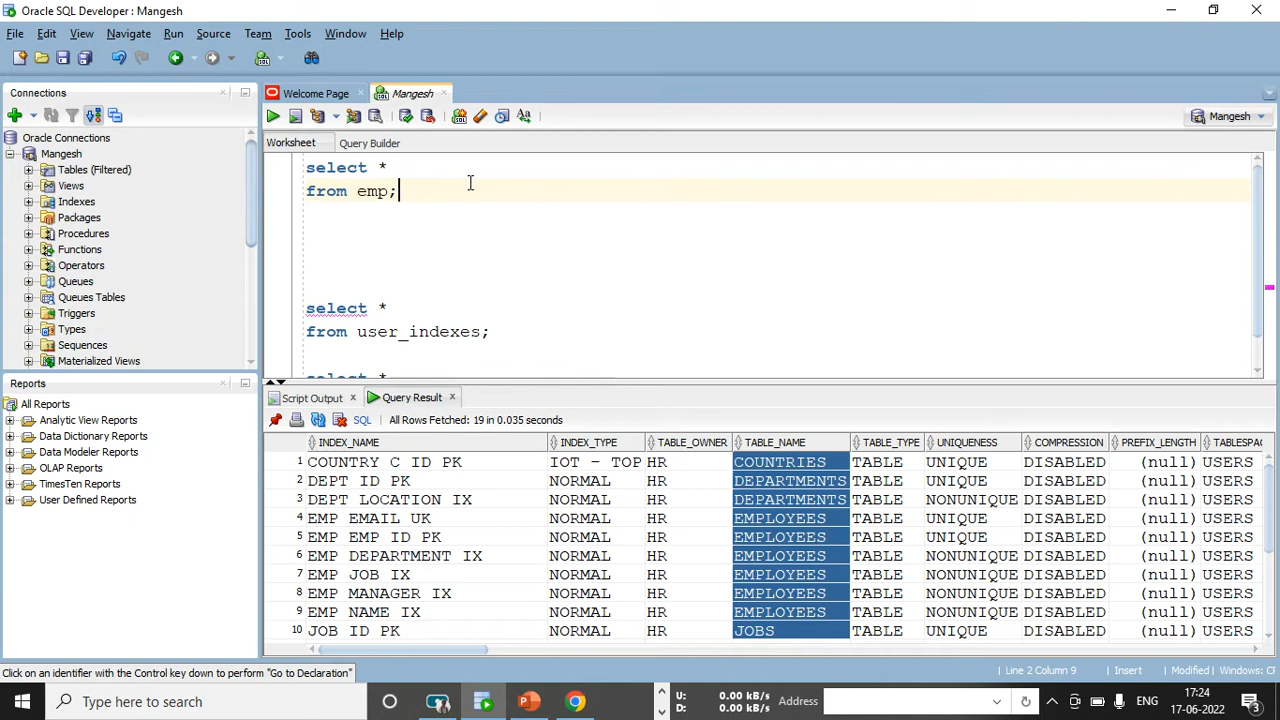 Oracle SQL Developer : Mangesh
File Edit View Navigate Run Source Team Tools Window Help
Connections
Welcome Page
Mangesh
Mangesh
Worksheet Query Builder
Oracle Connections
Mangesh
Tables (Filtered)
Views
Indexes
Packages
Procedures
Functions
Operators
Queues
Queues Tables
Triggers
Types
Sequences
Materialized Views
select *
from emp;
select *
from user_indexes;
select *
Reports
All Reports
Analytic View Reports
Data Dictionary Reports
Data Modeler Reports
OLAP Reports
TimesTen Reports
User Defined Reports
Script Output Query Result
SQL All Rows Fetched: 19 in 0.035 seconds
INDEX_NAME INDEX_TYPE TABLE_OWNER TABLE_NAME TABLE_TYPE UNIQUENESS COMPRESSION PREFIX_LENGTH TABLESPAC
1 COUNTRY C ID PK IOT - TOP HR COUNTRIES TABLE UNIQUE DISABLED (null) USERS
2 DEPT ID PK NORMAL HR DEPARTMENTS TABLE UNIQUE DISABLED (null) USERS
3 DEPT LOCATION IX NORMAL HR DEPARTMENTS TABLE NONUNIQUE DISABLED (null) USERS
4 EMP EMAIL UK NORMAL HR EMPLOYEES TABLE UNIQUE DISABLED (null) USERS
5 EMP EMP ID PK NORMAL HR EMPLOYEES TABLE UNIQUE DISABLED (null) USERS
6 EMP DEPARTMENT IX NORMAL HR EMPLOYEES TABLE NONUNIQUE DISABLED (null) USERS
7 EMP JOB IX NORMAL HR EMPLOYEES TABLE NONUNIQUE DISABLED (null) USERS
8 EMP MANAGER IX NORMAL HR EMPLOYEES TABLE NONUNIQUE DISABLED (null) USERS
9 EMP NAME IX NORMAL HR EMPLOYEES TABLE NONUNIQUE DISABLED (null) USERS
10 JOB ID PK NORMAL HR JOBS TABLE UNIQUE DISABLED (null) USERS
Click on an identifier with the Control key down to perform "Go to Declaration"
Line 2 Column 9 Insert Modified Windows: C
Type here to search
U: 0.00 kB/s
D: 0.00 kB/s
Address
ENG
17:24
17-06-2022
3